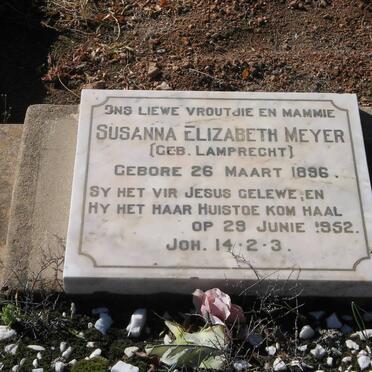 ONS LIEWE VROUTJIE EN MAMMIE
SUSANNA ELIZABETH MEYER
(GEB. LAMPRECHT)
GEBORE 26 MAART 1896.
SY HET VIR JESUS GELEWE, EN
HY HET HAAR HUISTOE KOM HAAL
OP 29 JUNIE 1952.
JOH. 14-2-3.